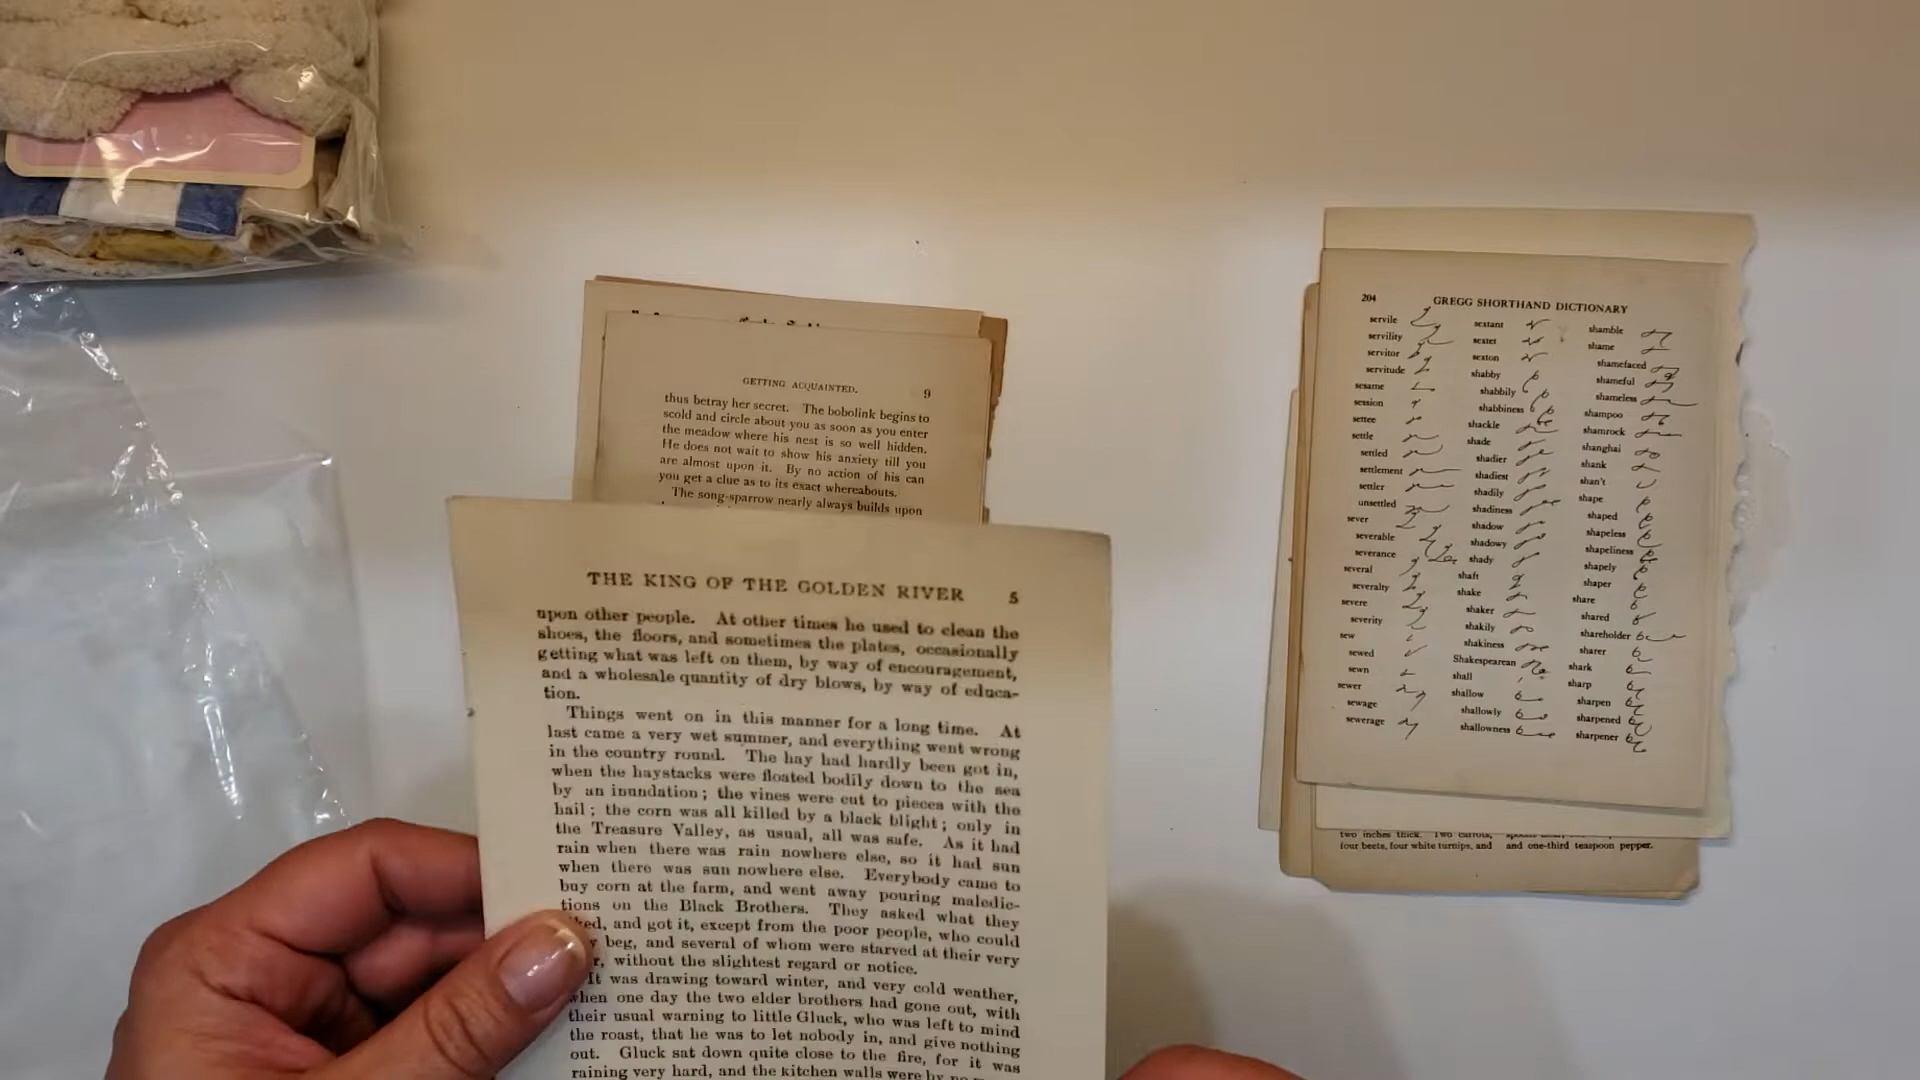 GETTING ACQUAINTED. 9
thus betray her secret. The bobolink begins to
scold and circle about you as soon as you enter
the meadow where his nest is so well hidden.
He does not wait to show his anxiety till you
are almost upon it. By no action of his can
you get a clue as to its exact whereabouts.
The song-sparrow nearly always builds upon
THE KING OF THE GOLDEN RIVER 5
upon other people. At other times he used to clean the
shoes, the floors, and sometimes the plates, occasionally
getting what was left on them, by way of encouragement,
and a wholesale quantity of dry blows, by way of educa-
tion.
Things went on in this manner for a long time. At
last came a very wet summer, and everything went wrong
in the country round. The hay had hardly been got in,
when the haystacks were floated bodily down to the sea
by an inundation; the vines were cut to pieces with the
hail; the corn was all killed by a black blight; only in
the Treasure Valley, as usual, all was safe. As it had
rain when there was rain nowhere else, so it had sun
when there was sun nowhere else. Everybody came to
buy corn at the farm, and went away pouring maledic-
tions on the Black Brothers. They asked what they
and got it, except from the poor people, who could
beg, and several of whom were starved at their very
without the slightest regard or notice.
It was drawing toward winter, and very cold weather,
when one day the two elder brothers had gone out, with
their usual warning to little Gluck, who was left to mind
the roast, that he was to let nobody in, and give nothing
out. Gluck sat down quite close to the fire, for it was
raining very hard, and the kitchen walls were by no
204 GREGG SHORTHAND DICTIONARY
servile
servility
servitor
servitude
sesame
session
settee
settle
settled
settlement
settler
unsettled
sever
severable
severance
several
severalty
severe
severity
sew
sewed
sewn
sewer
sewage
sewerage
sextant
sextet
sexton
shabby
shabbily
shabbiness
shackle
shade
shadier
shadiest
shadily
shadiness
shadow
shadowy
shady
shaft
shake
shaker
shakily
shakiness
Shakespearean
shall
shallow
shallowly
shallowness
shamble
shame
shamefaced
shameful
shameless
shampoo
shamrock
shanghai
shank
shan't
shape
shaped
shapeless
shapeliness
shapely
shaper
share
shared
shareholder
sharer
shark
sharp
sharpen
sharpened
sharpener
two inches thick. Two carrots,
four beets, four white turnips, and
and one-third teaspoon pepper.